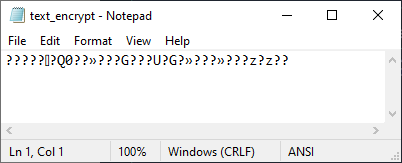 text_encrypt - Notepad
File Edit Format View Help
?????▯?Q0??»???G???U?G?»???»???z?z??
Ln 1, Col 1 100% Windows (CRLF) ANSI